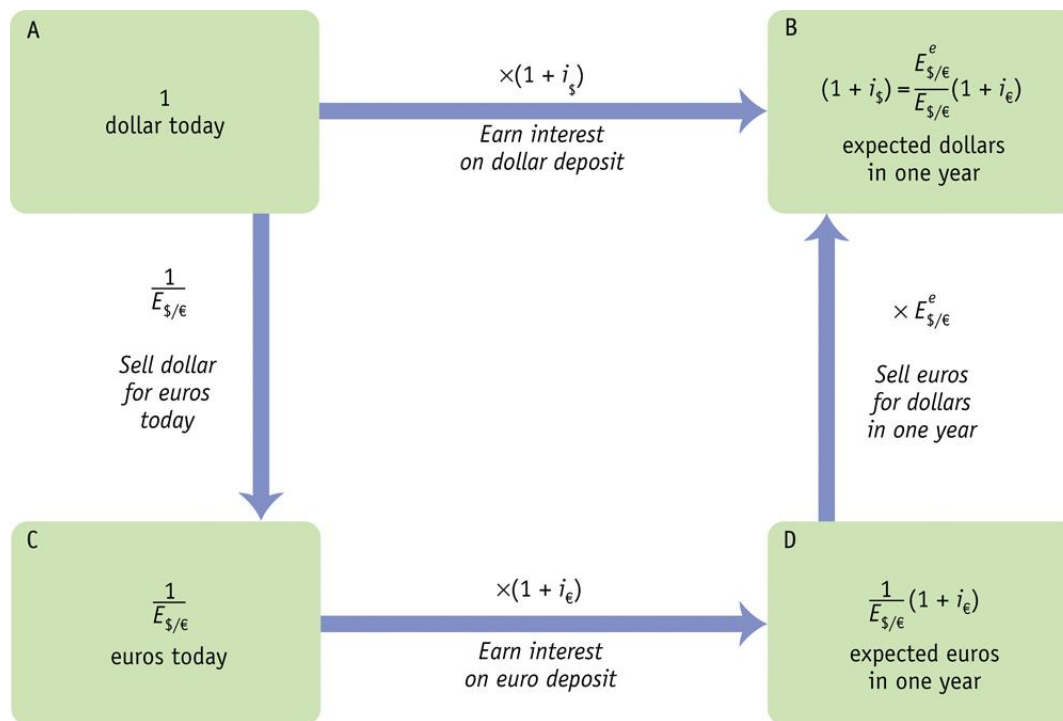 A
1
dollar today
×(1 + i$)
Earn interest
on dollar deposit
B
(1 + i$) = E^e$/€ / E$/€ (1 + i€)
expected dollars
in one year
1/E$/€
Sell dollar
for euros
today
× E^e$/€
Sell euros
for dollars
in one year
C
1/E$/€
euros today
×(1 + i€)
Earn interest
on euro deposit
D
1/E$/€ (1 + i€)
expected euros
in one year